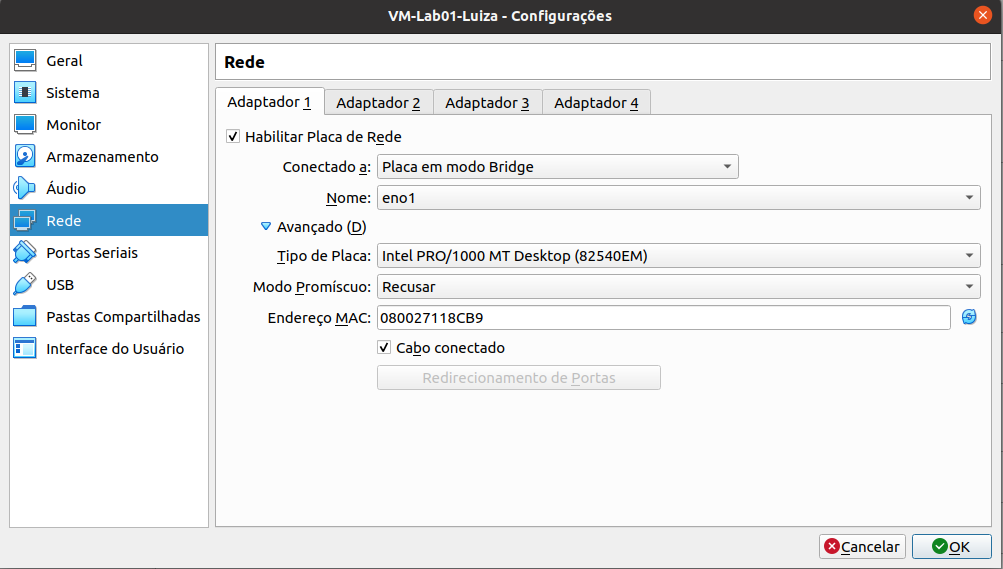 VM-Lab01-Luiza - Configurações
Geral
Sistema
Monitor
Armazenamento
Áudio
Rede
Portas Seriais
USB
Pastas Compartilhadas
Interface do Usuário
Rede
Adaptador 1 Adaptador 2 Adaptador 3 Adaptador 4
Habilitar Placa de Rede
Conectado a: Placa em modo Bridge
Nome: eno1
Avançado (D)
Tipo de Placa: Intel PRO/1000 MT Desktop (82540EM)
Modo Promíscuo: Recusar
Endereço MAC: 080027118CB9
Cabo conectado
Redirecionamento de Portas
Cancelar OK